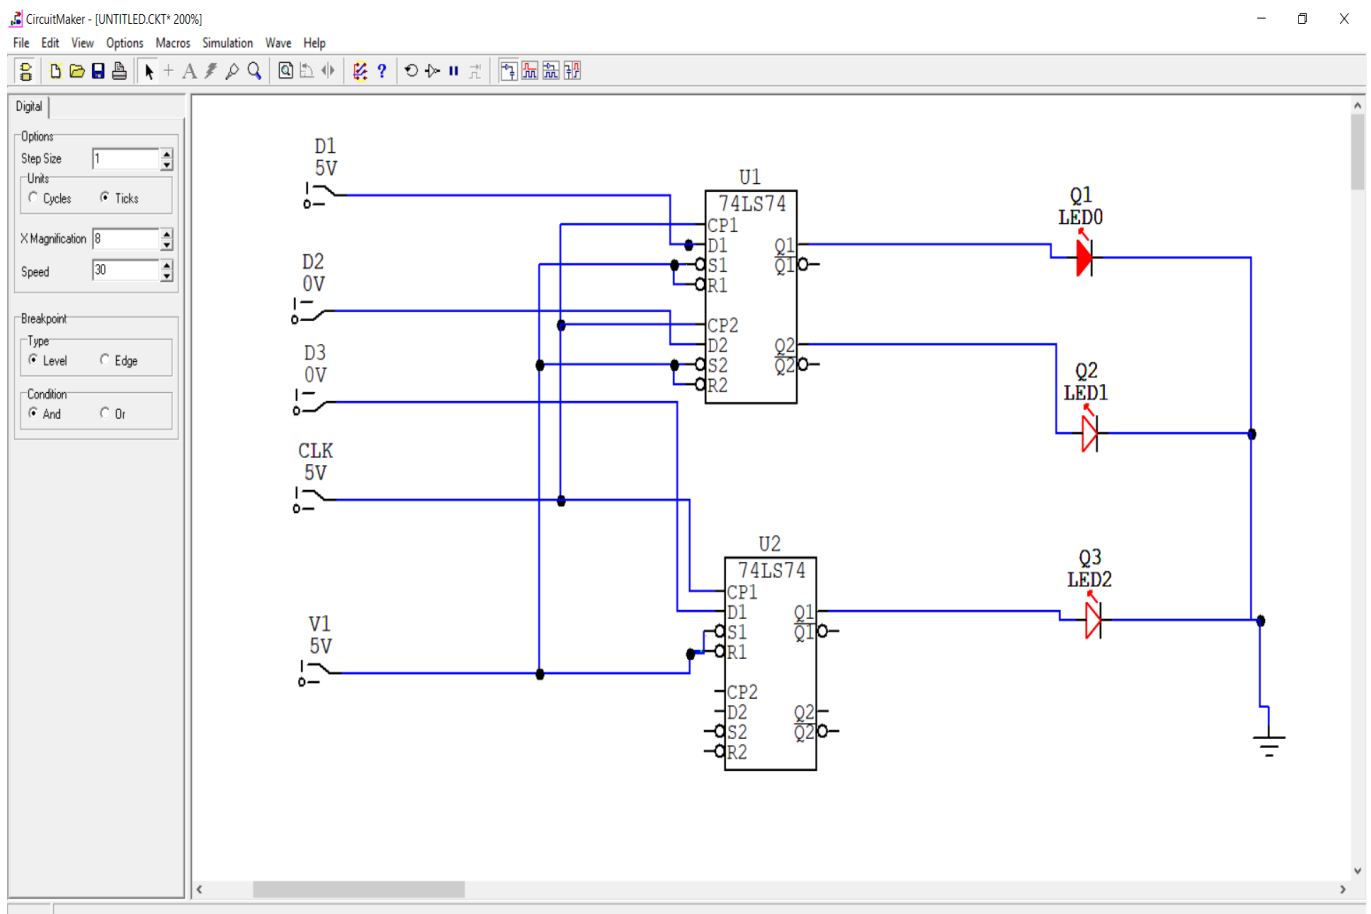 CircuitMaker - [UNTITLED.CKT* 200%]
File Edit View Options Macros Simulation Wave Help
Digital
Options
Step Size 1
Units
Cycles Ticks
X Magnification 8
Speed 30
Breakpoint
Type
Level Edge
Condition
And Or
D1
5V
D2
0V
D3
0V
CLK
5V
V1
5V
U1
74LS74
CP1
D1 Q1
S1 Q1
R1
CP2
D2 Q2
S2 Q2
R2
U2
74LS74
CP1
D1 Q1
S1 Q1
R1
CP2
D2 Q2
S2 Q2
R2
Q1
LED0
Q2
LED1
Q3
LED2